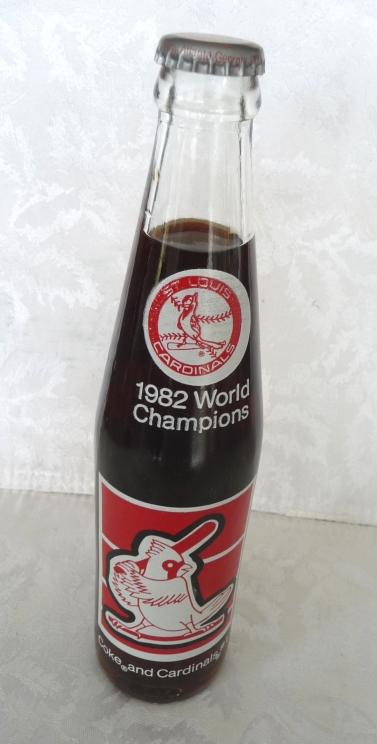 ST LOUIS
CARDINALS
®
1982 World
Champions
Coke® and Cardinals